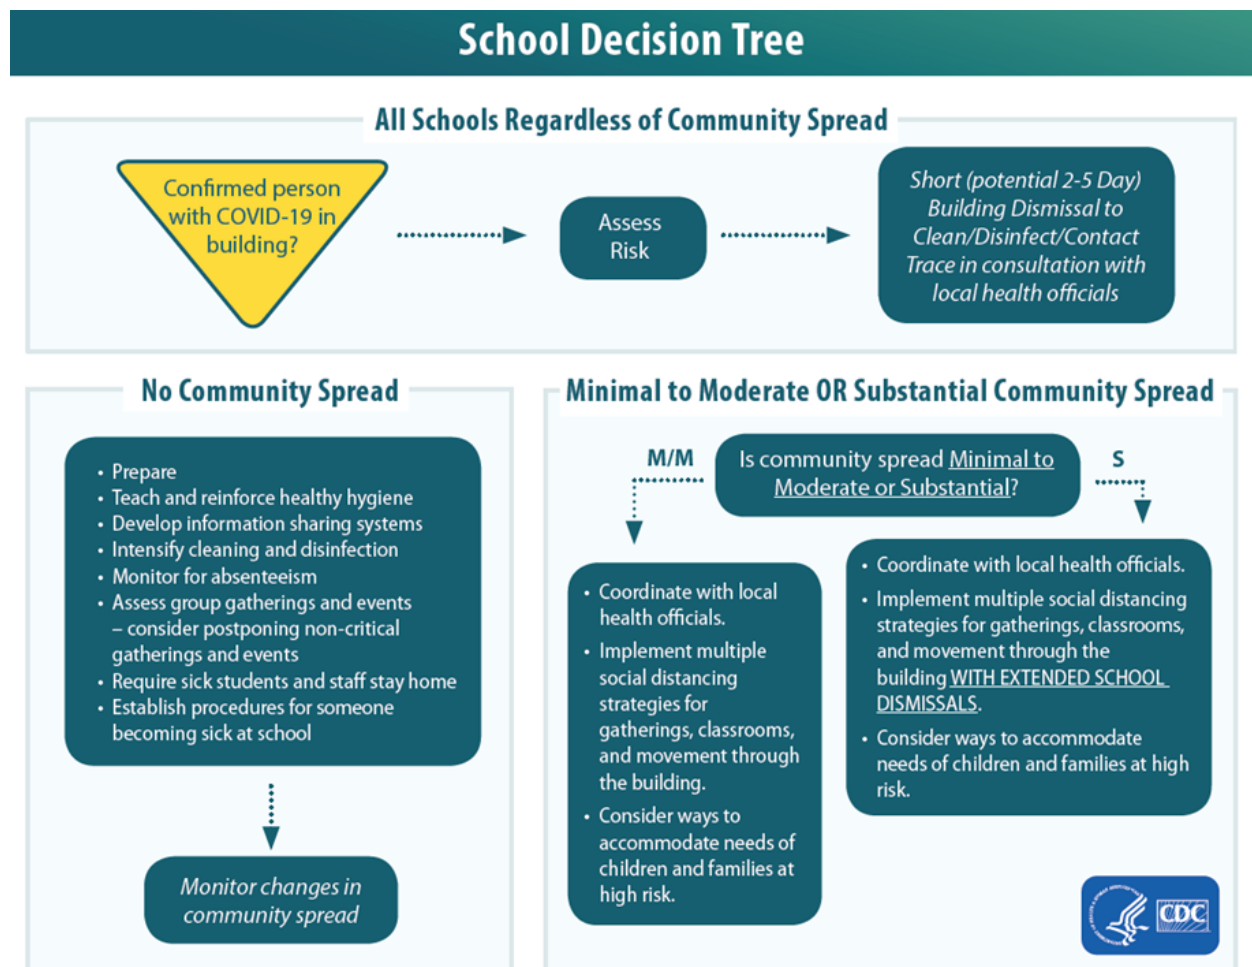 School Decision Tree
All Schools Regardless of Community Spread
Confirmed person
with COVID-19 in
building?
Assess
Risk
Short (potential 2-5 Day)
Building Dismissal to
Clean/Disinfect/Contact
Trace in consultation with
local health officials
No Community Spread
• Prepare
• Teach and reinforce healthy hygiene
• Develop information sharing systems
• Intensify cleaning and disinfection
• Monitor for absenteeism
• Assess group gatherings and events
– consider postponing non-critical
gatherings and events
• Require sick students and staff stay home
• Establish procedures for someone
becoming sick at school
Monitor changes in
community spread
Minimal to Moderate OR Substantial Community Spread
Is community spread Minimal to
Moderate or Substantial?
M/M
S
• Coordinate with local
health officials.
• Implement multiple
social distancing
strategies for
gatherings, classrooms,
and movement through
the building.
• Consider ways to
accommodate needs of
children and families at
high risk.
• Coordinate with local health officials.
• Implement multiple social distancing
strategies for gatherings, classrooms,
and movement through the
building WITH EXTENDED SCHOOL
DISMISSALS.
• Consider ways to accommodate
needs of children and families at high
risk.
CDC